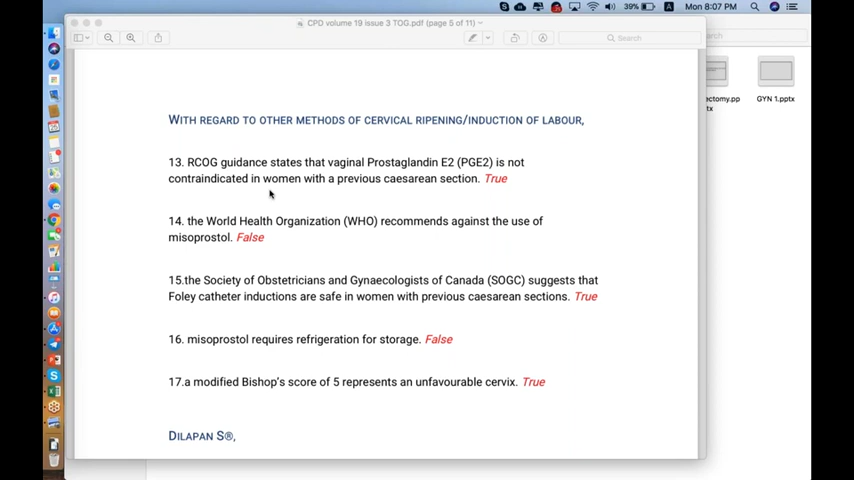 39%
Mon 8:07 PM
CPD volume 19 issue 3 TOG.pdf (page 5 of 11)
Search
WITH REGARD TO OTHER METHODS OF CERVICAL RIPENING/INDUCTION OF LABOUR,
13. RCOG guidance states that vaginal Prostaglandin E2 (PGE2) is not
contraindicated in women with a previous caesarean section. True
14. the World Health Organization (WHO) recommends against the use of
misoprostol. False
15.the Society of Obstetricians and Gynaecologists of Canada (SOGC) suggests that
Foley catheter inductions are safe in women with previous caesarean sections. True
16. misoprostol requires refrigeration for storage. False
17.a modified Bishop's score of 5 represents an unfavourable cervix. True
DILAPAN S®,
ectomy.pp
tx
GYN 1.pptx